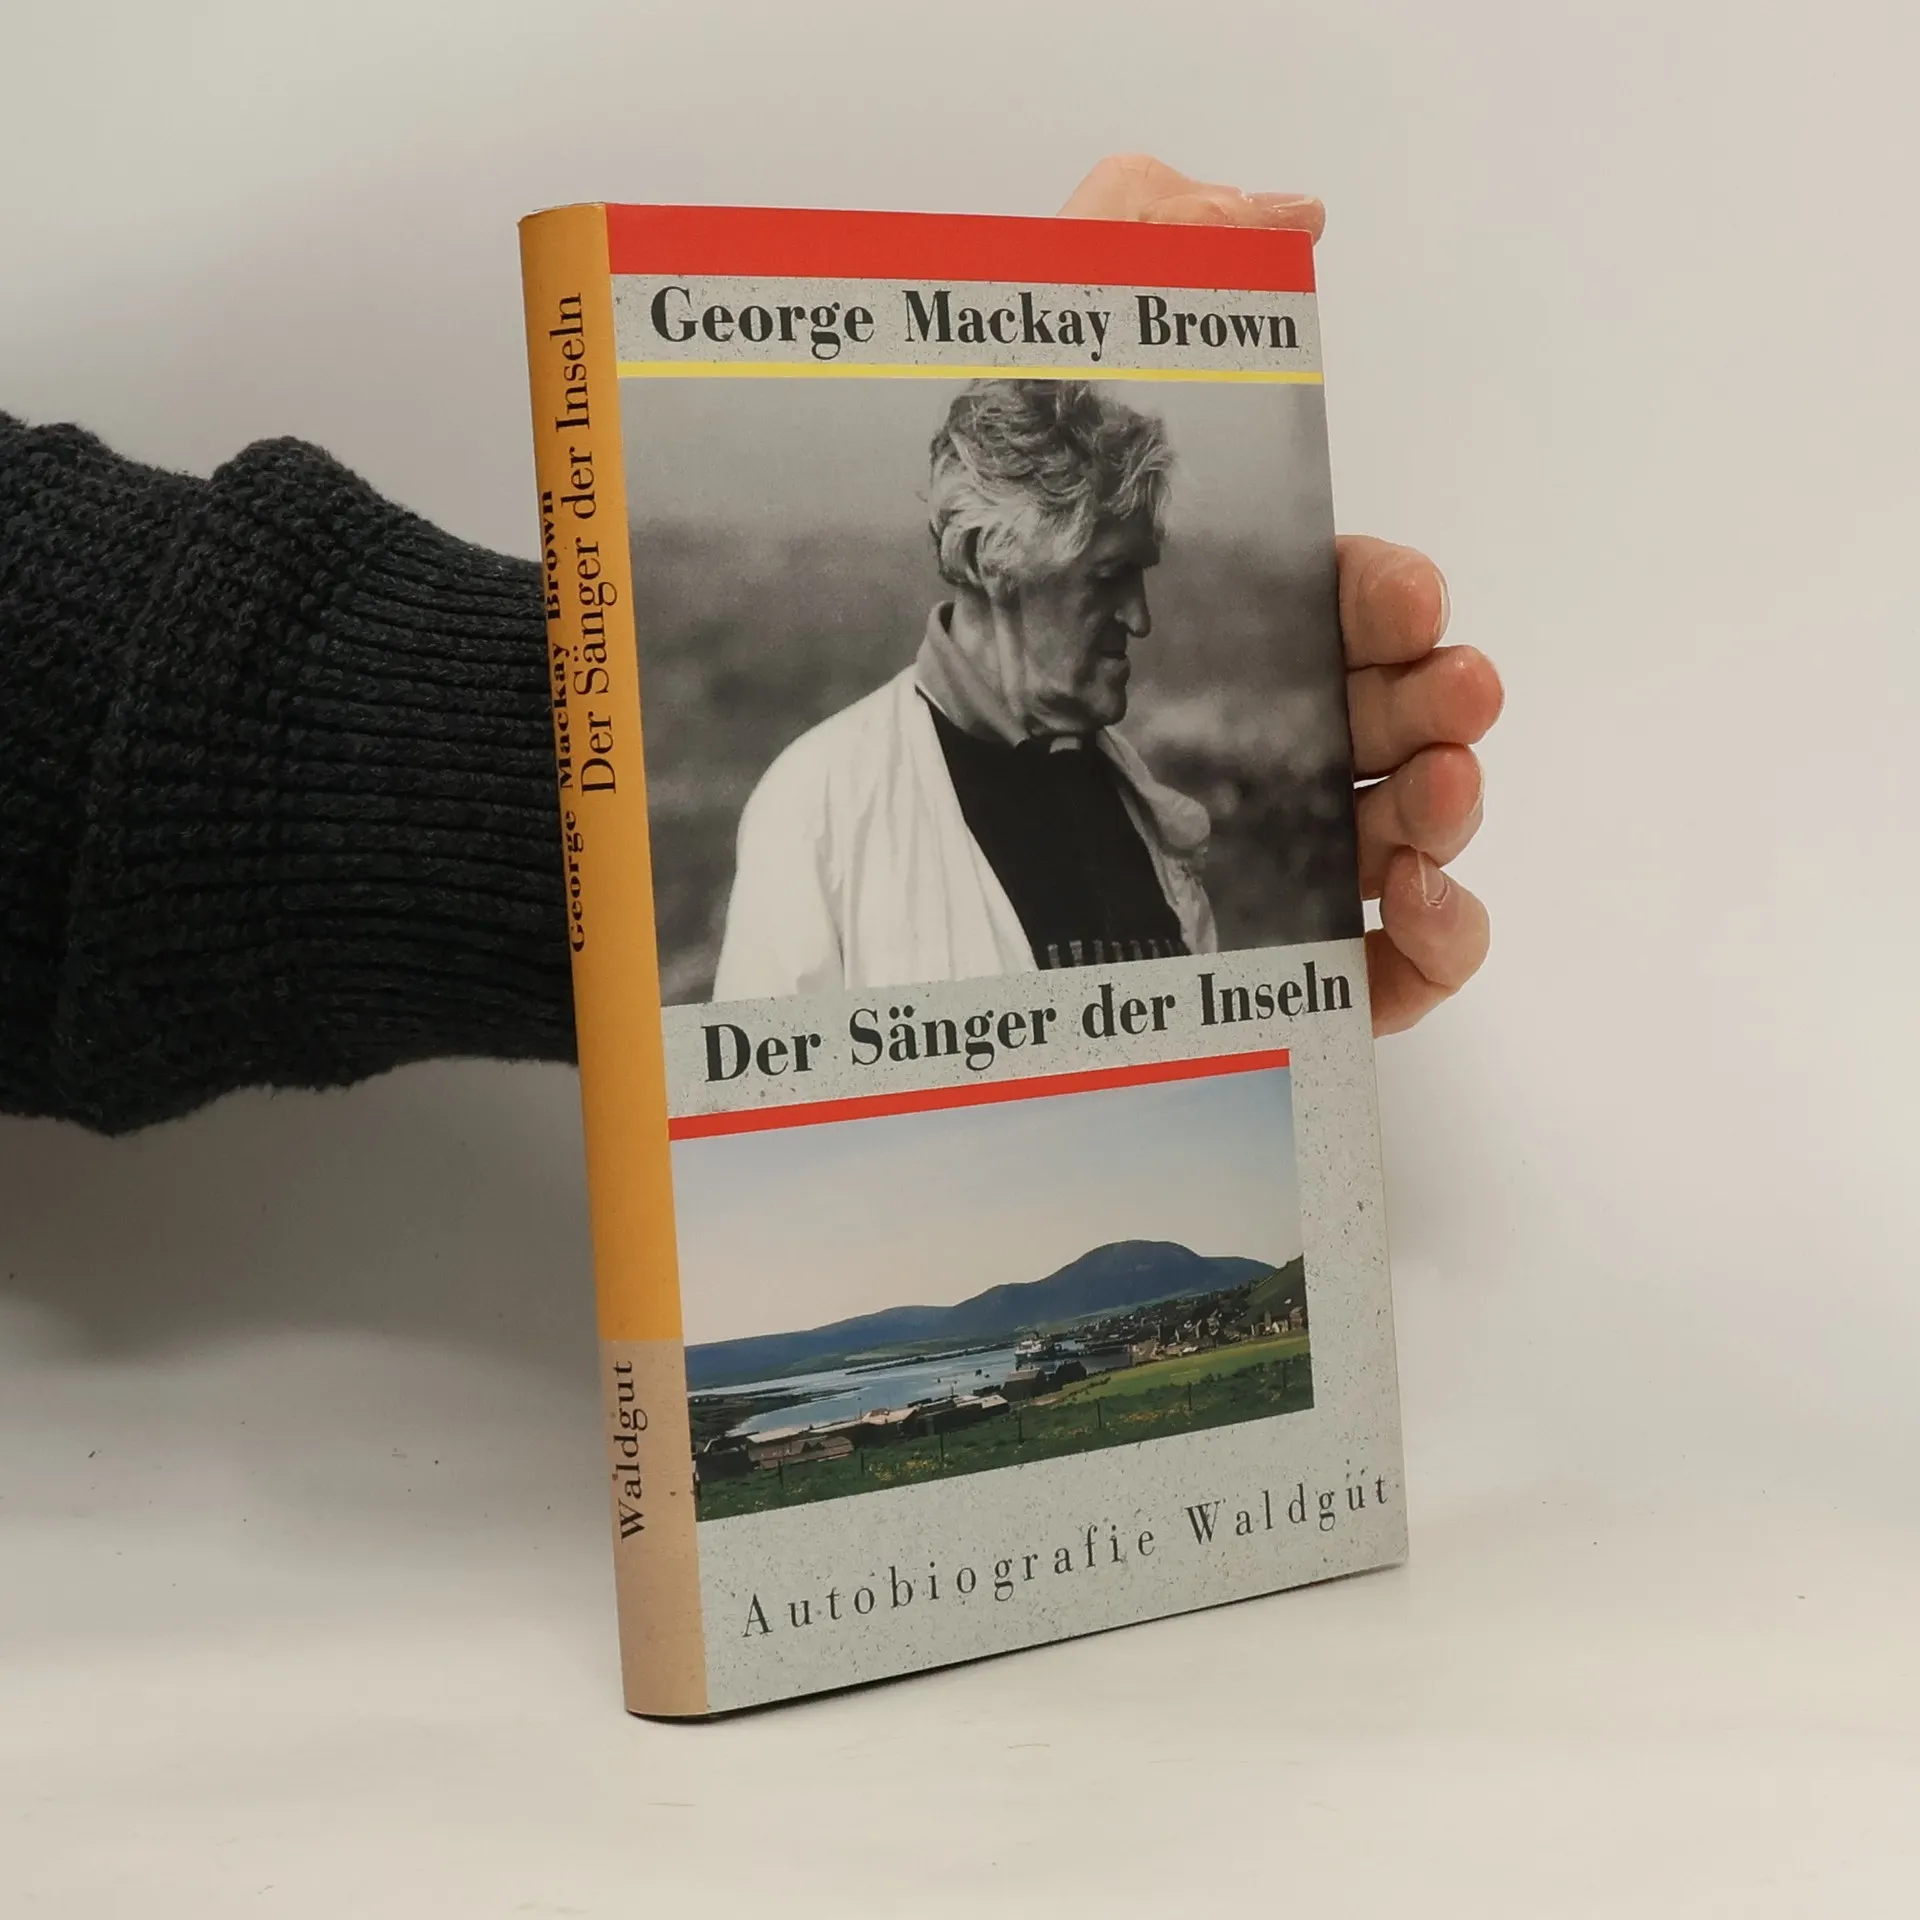 George Mackay Brown
Der Sänger der Inseln
Autobiografie Waldgut
George Mackay Brown
Der Sänger der Inseln
Waldgut